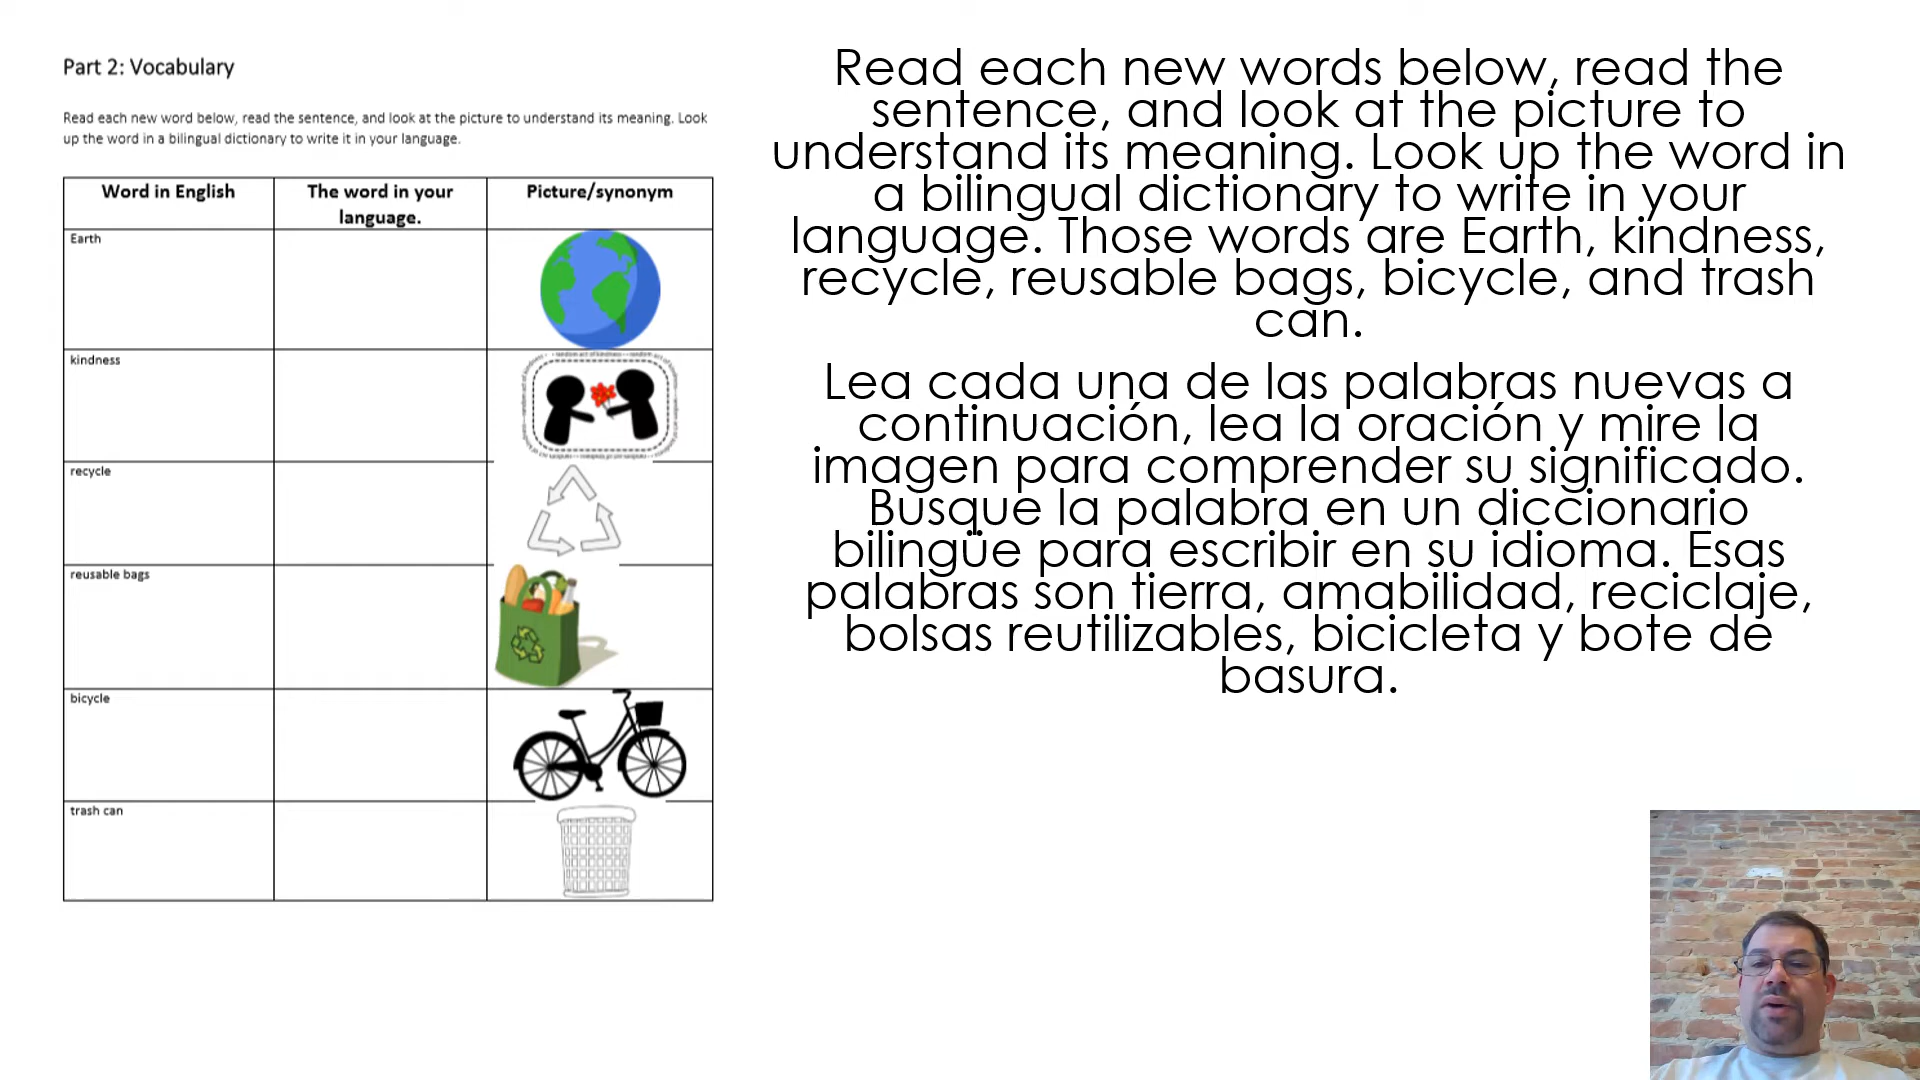 Part 2: Vocabulary
Read each new word below, read the sentence, and look at the picture to understand its meaning. Look
up the word in a bilingual dictionary to write it in your language.
Word in English
The word in your
language.
Picture/synonym
Earth
kindness
recycle
reusable bags
bicycle
trash can
Read each new words below, read the
sentence, and look at the picture to
understand its meaning. Look up the word in
a bilingual dictionary to write in your
language. Those words are Earth, kindness,
recycle, reusable bags, bicycle, and trash
can.
Lea cada una de las palabras nuevas a
continuación, lea la oración y mire la
imagen para comprender su significado.
Busque la palabra en un diccionario
bilingüe para escribir en su idioma. Esas
palabras son tierra, amabilidad, reciclaje,
bolsas reutilizables, bicicleta y bote de
basura.